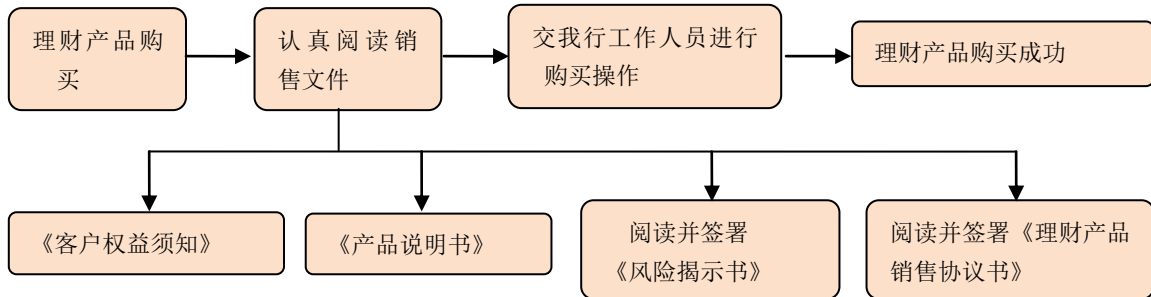 理财产品购
买
认真阅读销
售文件
交我行工作人员进行
购买操作
理财产品购买成功
《客户权益须知》
《产品说明书》
阅读并签署
《风险揭示书》
阅读并签署《理财产品
销售协议书》